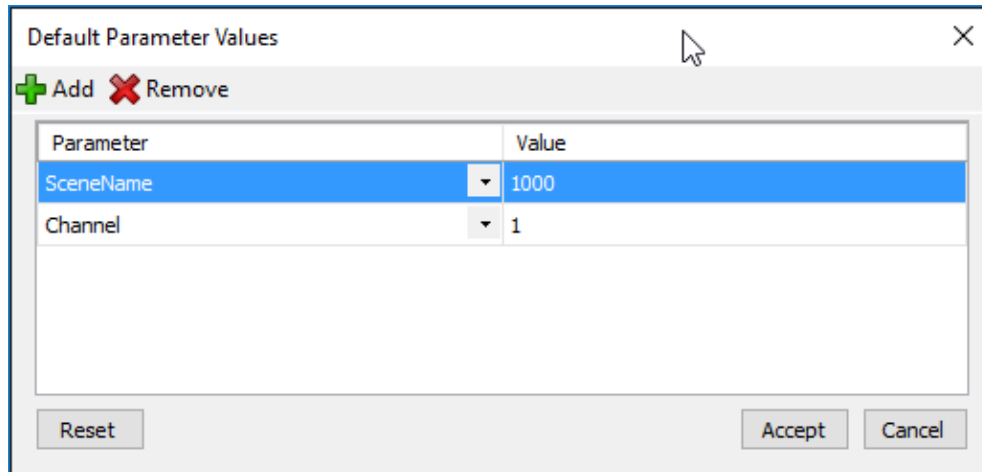 Default Parameter Values
Add Remove
Parameter Value
SceneName 1000
Channel 1
Reset Accept Cancel